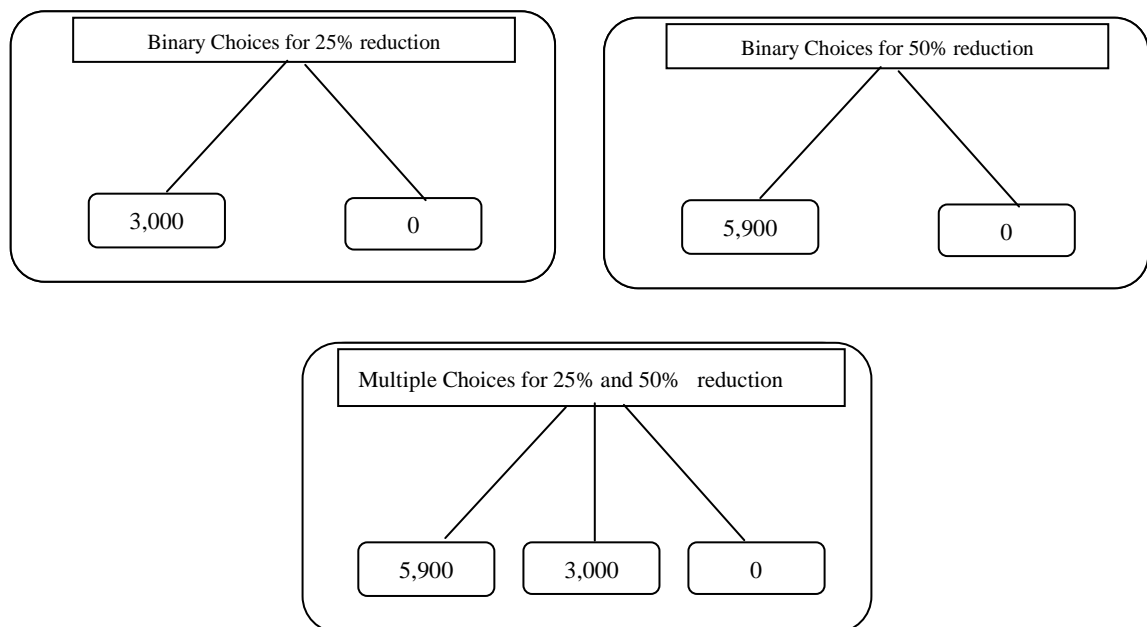 Binary Choices for 25% reduction
3,000
0
Binary Choices for 50% reduction
5,900
0
Multiple Choices for 25% and 50% reduction
5,900
3,000
0